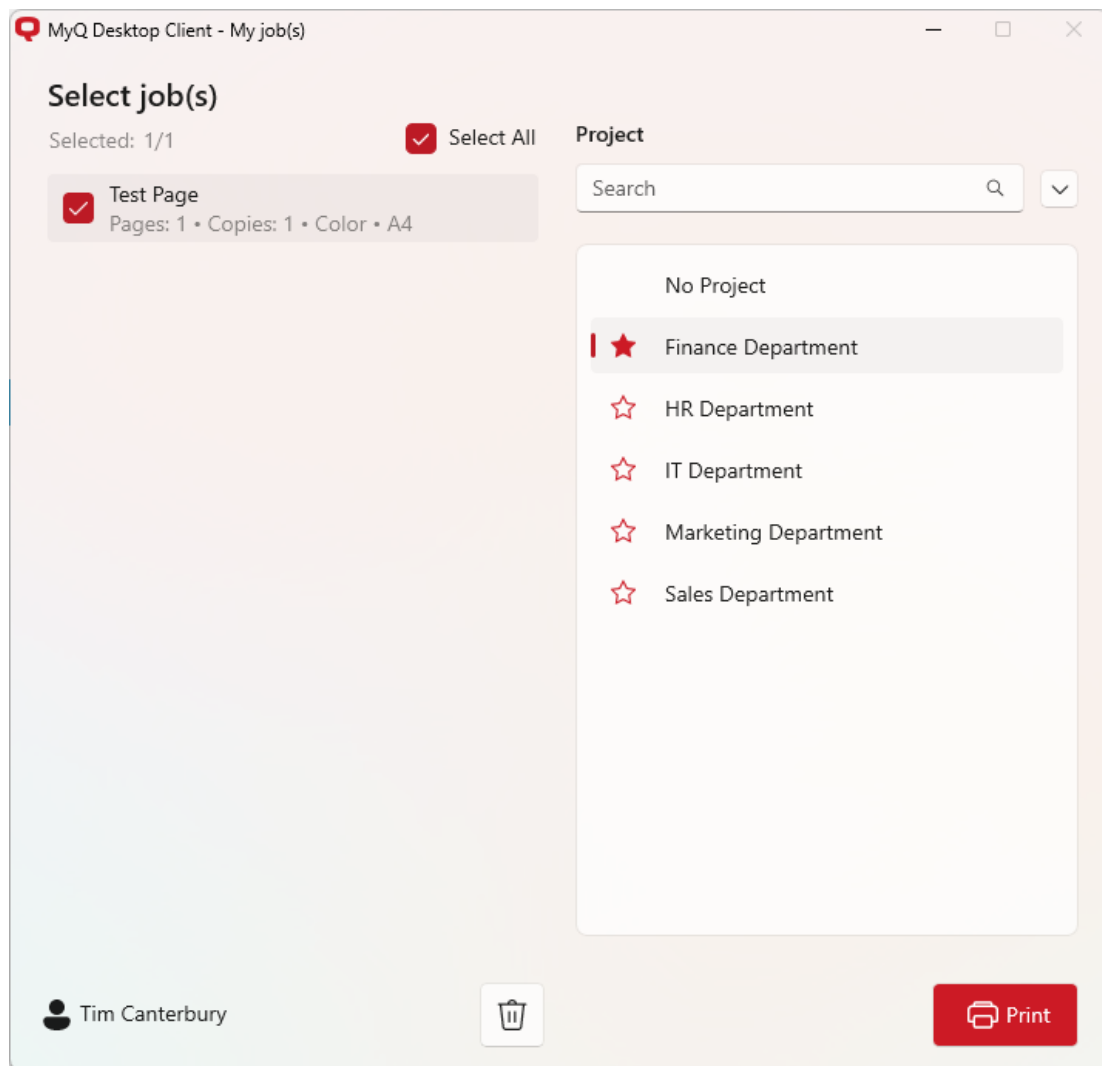 MyQ Desktop Client - My job(s)
Select job(s)
Selected: 1/1
Select All
Test Page
Pages: 1 • Copies: 1 • Color • A4
Project
Search
No Project
Finance Department
HR Department
IT Department
Marketing Department
Sales Department
Tim Canterbury
Print